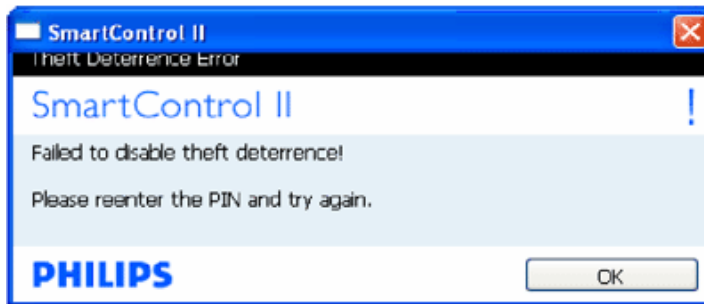 SmartControl II
Theft Deterrence Error
SmartControl II !
Failed to disable theft deterrence!
Please reenter the PIN and try again.
PHILIPS OK